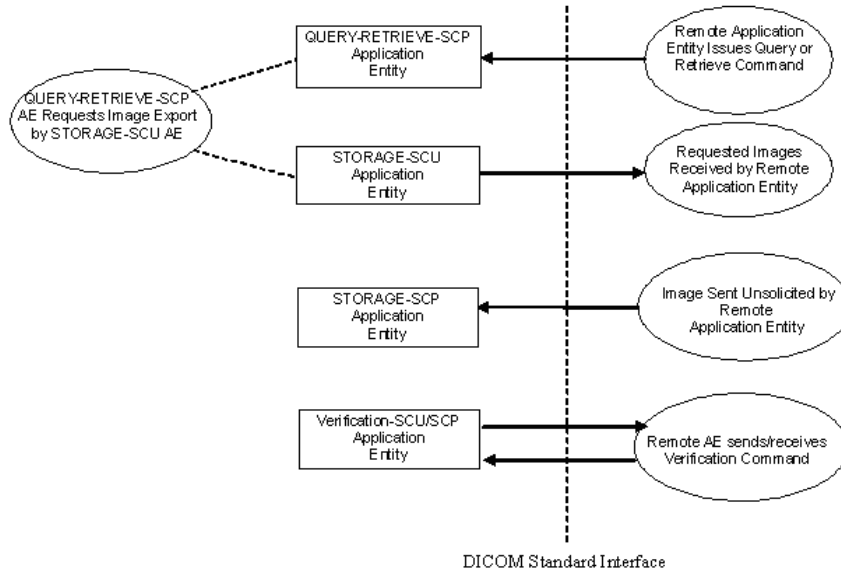 QUERY-RETRIEVE-SCP
Application
Entity
Remote Application
Entity Issues Query or
Retrieve Command
QUERY-RETRIEVE-SCP
AE Requests Image Export
by STORAGE-SCU AE
STORAGE-SCU
Application
Entity
Requested Images
Received by Remote
Application Entity
STORAGE-SCP
Application
Entity
Image Sent Unsolicited by
Remote
Application Entity
Verification-SCU/SCP
Application
Entity
Remote AE sends/receives
Verification Command
DICOM Standard Interface